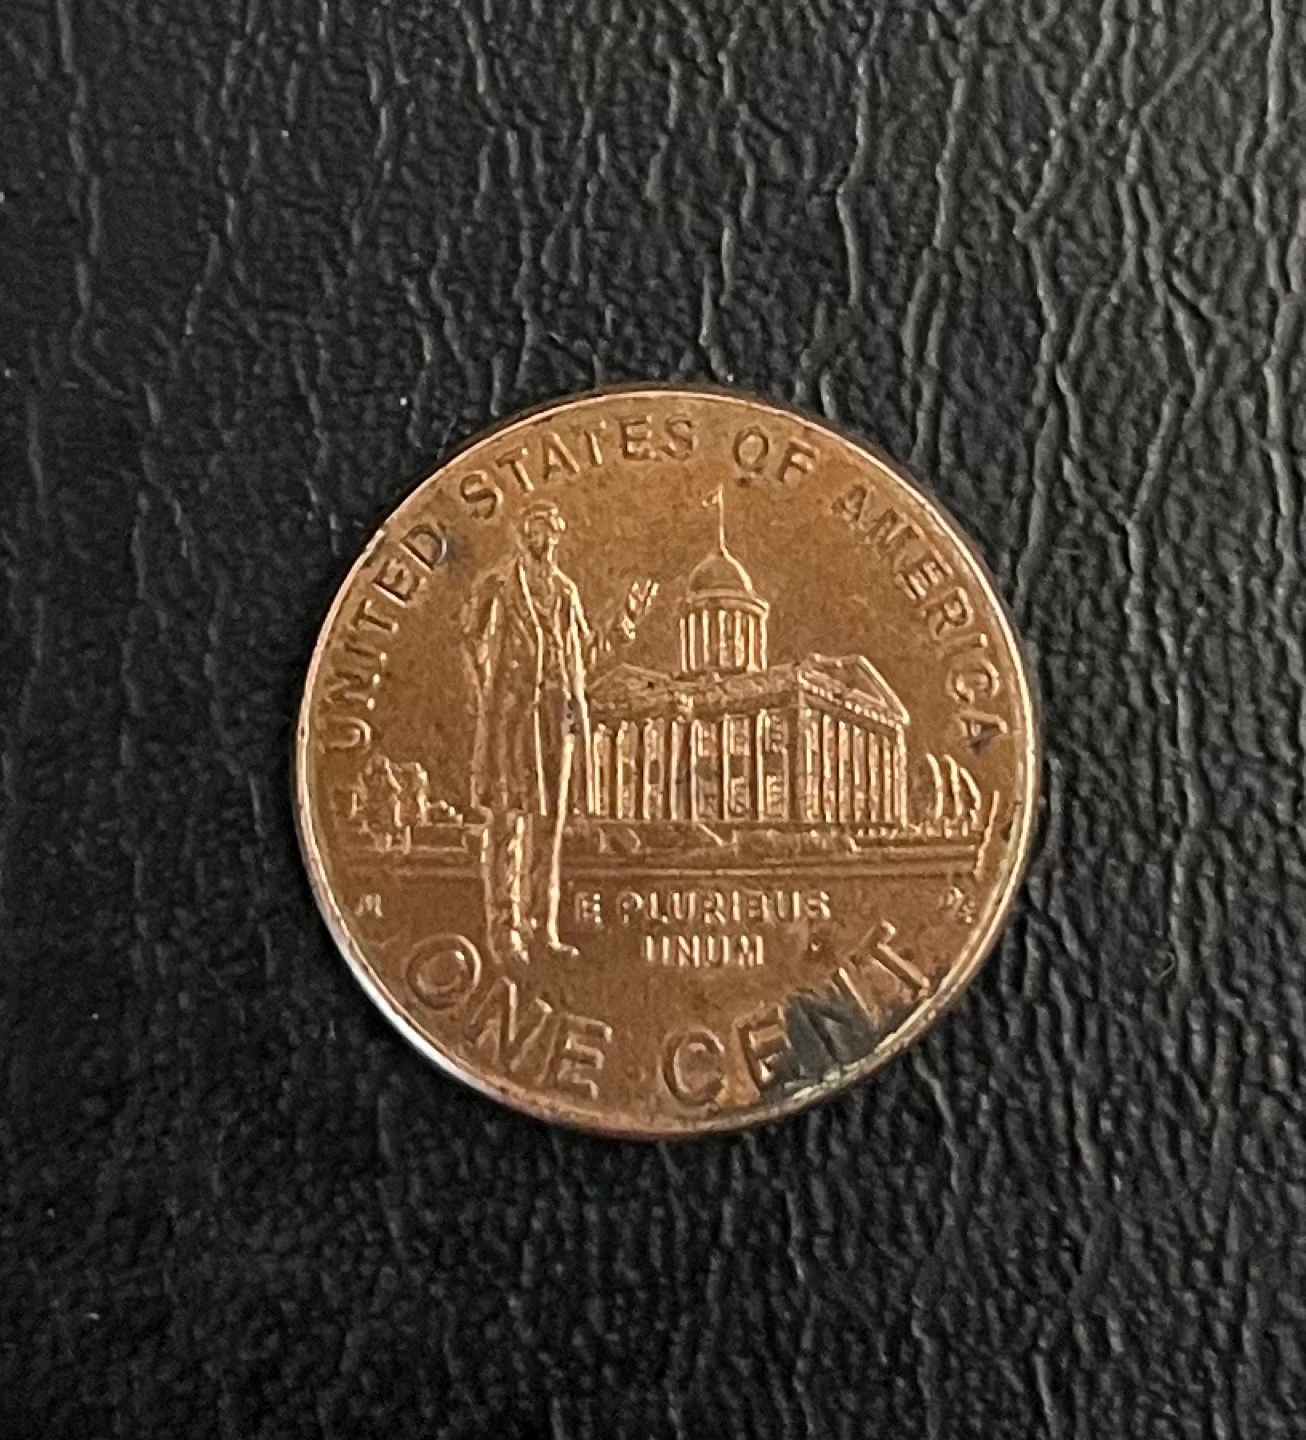 UNITED STATES OF AMERICA
E PLURIBUS
UNUM
ONE CENT